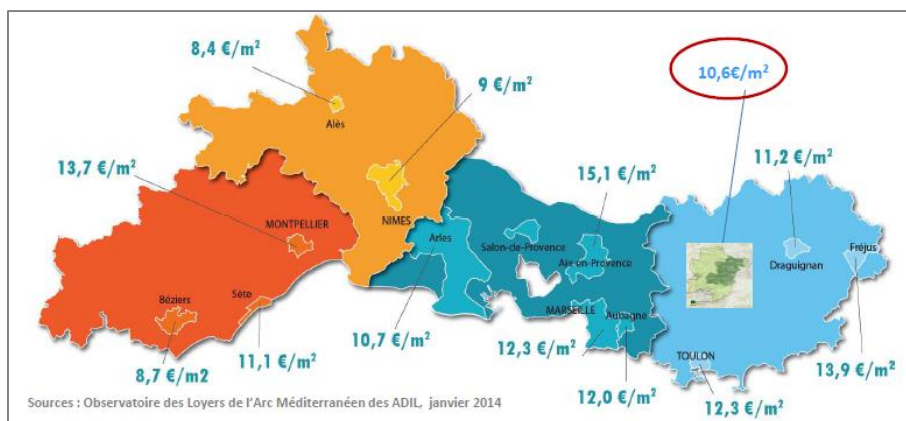 8,4 €/m²
10,6€/m²
9 €/m²
Alès
13,7 €/m²
15,1 €/m²
11,2 €/m²
NIMES
MONTPELLIER
Arles
Salon-de-Provence
Aix-en-Provence
Draguignan
Fréjus
Béziers
Sète
MARSEILLE
Aubagne
10,7 €/m²
12,3 €/m²
11,1 €/m²
TOULON
8,7 €/m2
12,0 €/m²
13,9 €/m²
12,3 €/m²
Sources : Observatoire des Loyers de l'Arc Méditerranéen des ADIL, janvier 2014